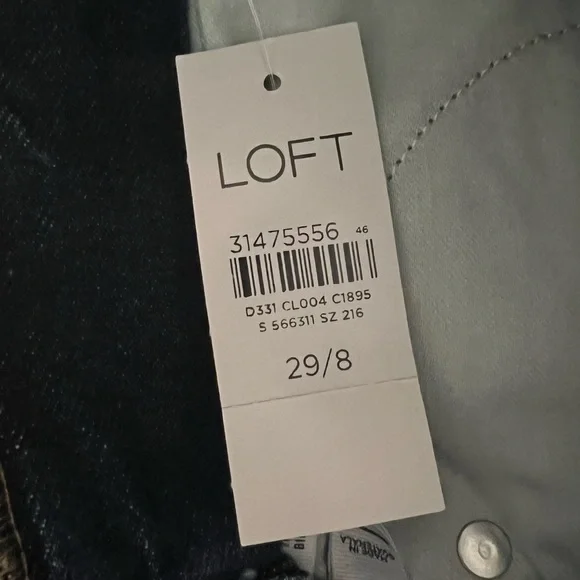 LOFT
31475556 46
D331 CL004 C1895
S 566311 SZ 216
29/8